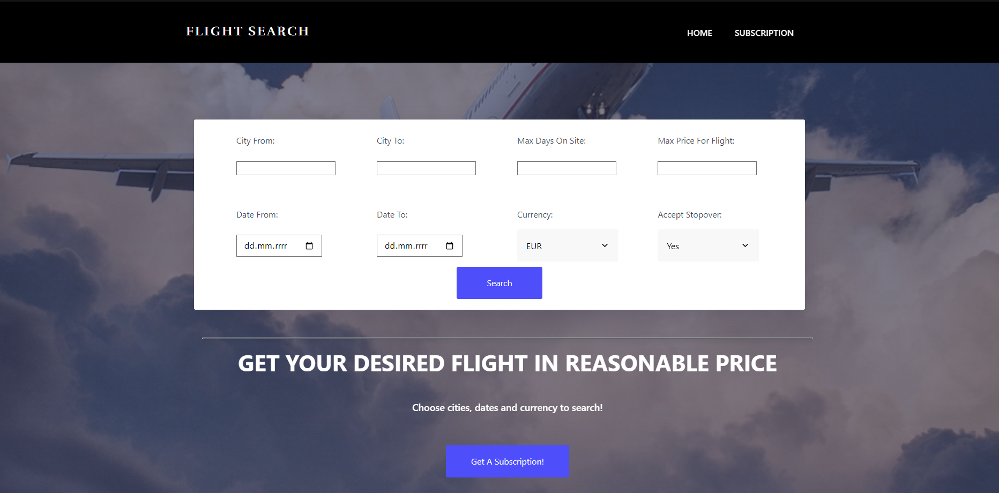 FLIGHT SEARCH
HOME SUBSCRIPTION
City From: City To: Max Days On Site: Max Price For Flight:
Date From: Date To: Currency: Accept Stopover:
dd.mm.rrrr dd.mm.rrrr EUR Yes
Search
GET YOUR DESIRED FLIGHT IN REASONABLE PRICE
Choose cities, dates and currency to search!
Get A Subscription!